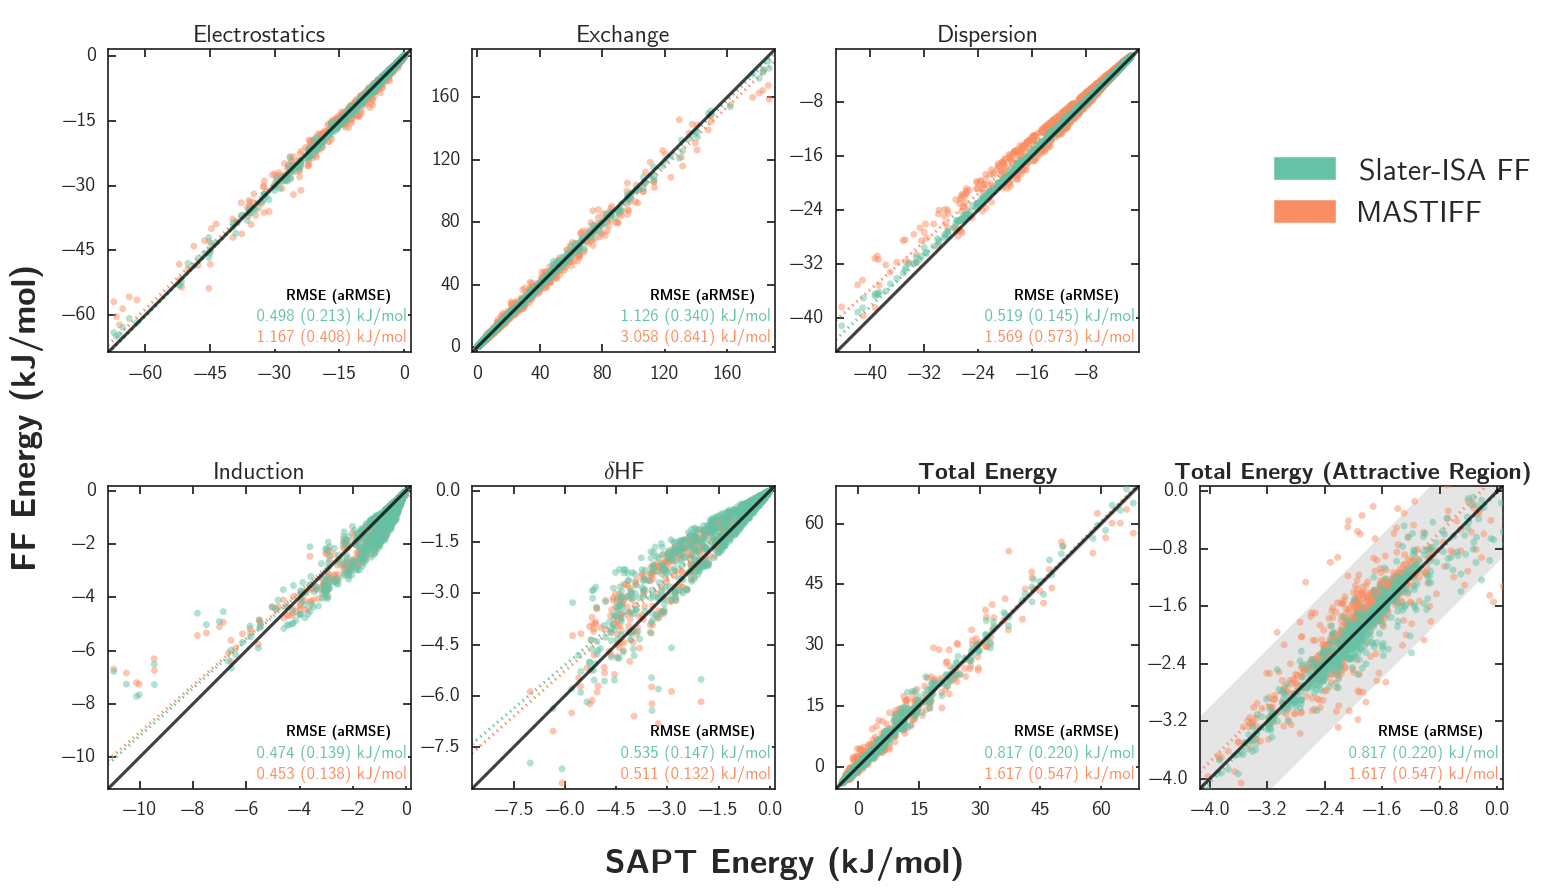 Electrostatics
0
−15
−30
−45
−60
RMSE (aRMSE)
0.498 (0.213) kJ/mol
1.167 (0.408) kJ/mol
−60 −45 −30 −15 0
Exchange
160
120
80
40
0
RMSE (aRMSE)
1.126 (0.340) kJ/mol
3.058 (0.841) kJ/mol
0 40 80 120 160
Dispersion
−8
−16
−24
−32
−40
RMSE (aRMSE)
0.519 (0.145) kJ/mol
1.569 (0.573) kJ/mol
−40 −32 −24 −16 −8
Slater-ISA FF
MASTIFF
FF Energy (kJ/mol)
Induction
0
−2
−4
−6
−8
−10
RMSE (aRMSE)
0.474 (0.139) kJ/mol
0.453 (0.138) kJ/mol
−10 −8 −6 −4 −2 0
δHF
0.0
−1.5
−3.0
−4.5
−6.0
−7.5
RMSE (aRMSE)
0.535 (0.147) kJ/mol
0.511 (0.132) kJ/mol
−7.5 −6.0 −4.5 −3.0 −1.5 0.0
Total Energy
60
45
30
15
0
RMSE (aRMSE)
0.817 (0.220) kJ/mol
1.617 (0.547) kJ/mol
0 15 30 45 60
Total Energy (Attractive Region)
0.0
−0.8
−1.6
−2.4
−3.2
−4.0
RMSE (aRMSE)
0.817 (0.220) kJ/mol
1.617 (0.547) kJ/mol
−4.0 −3.2 −2.4 −1.6 −0.8 0.0
SAPT Energy (kJ/mol)